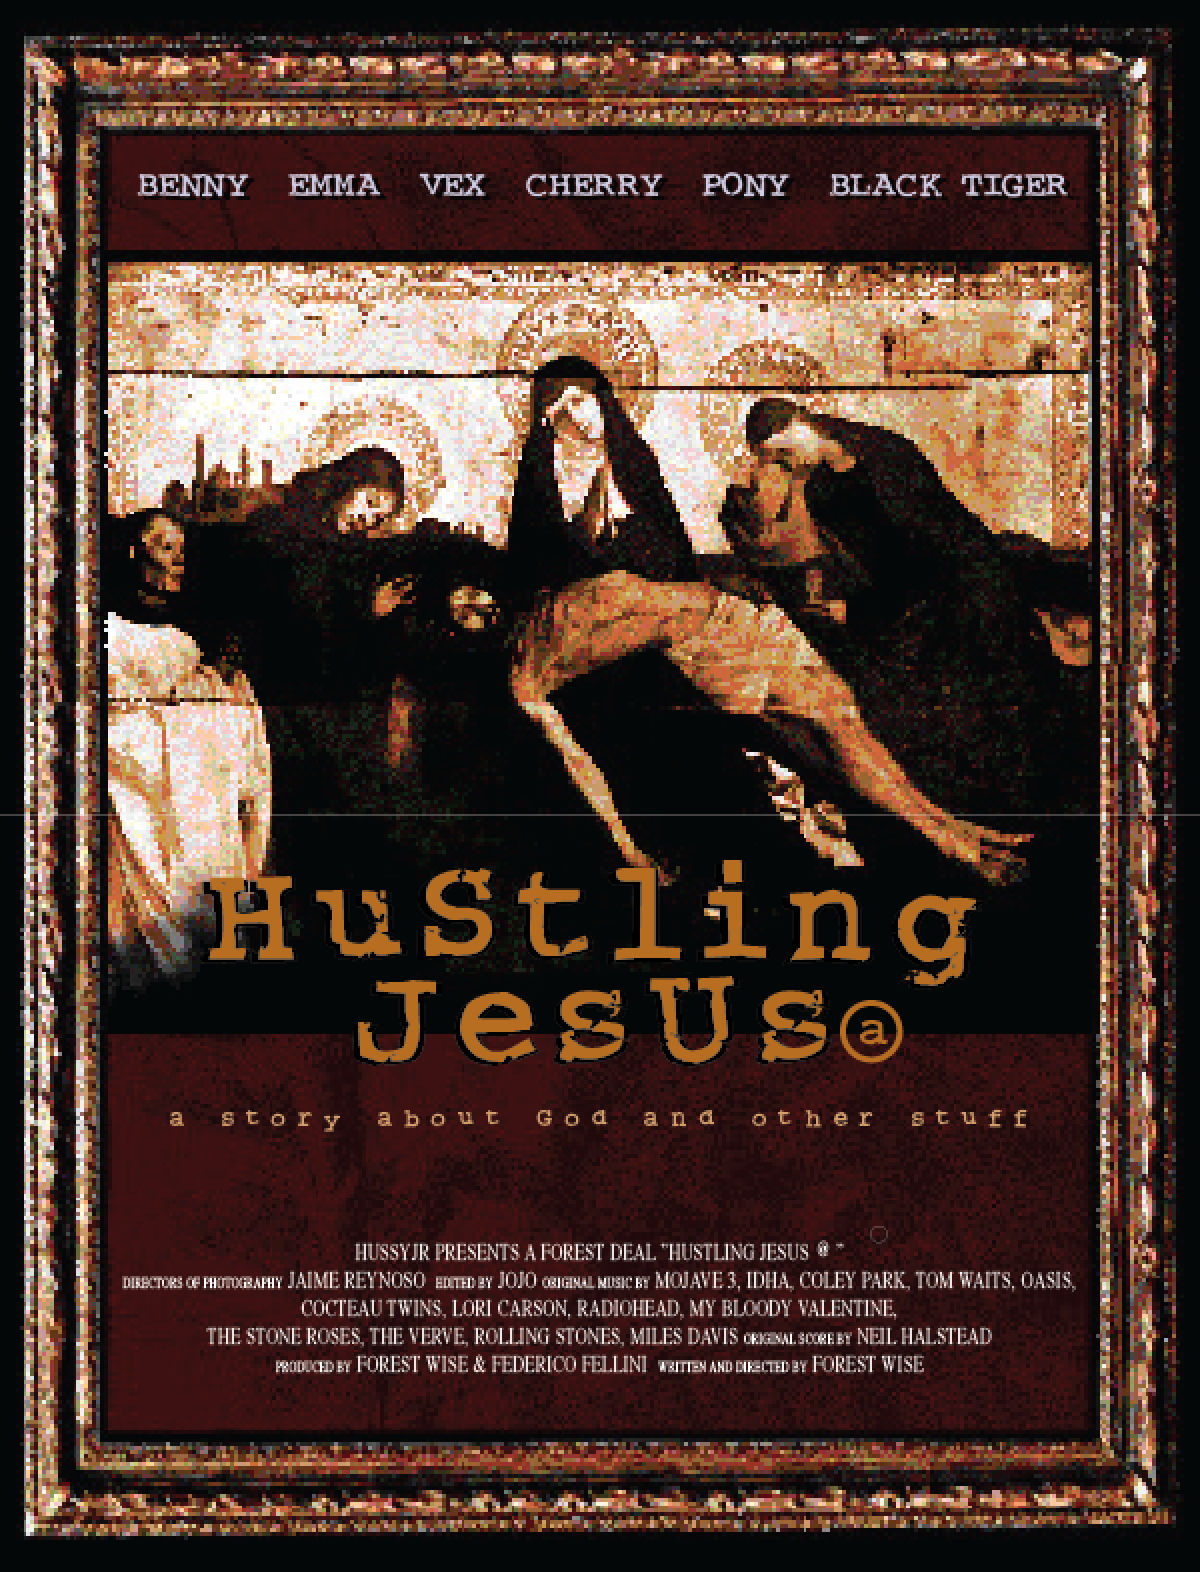 BENNY EMMA VEX CHERRY PONY BLACK TIGER
HuStling
JesUs ⓐ
a story about God and other stuff
HUSSYJR PRESENTS A FOREST DEAL "HUSTLING JESUS ⓐ "
DIRECTORS OF PHOTOGRAPHY JAIME REYNOSO EDITED BY JOJO ORIGINAL MUSIC BY MOJAVE 3, IDHA, COLEY PARK, TOM WAITS, OASIS,
COCTEAU TWINS, LORI CARSON, RADIOHEAD, MY BLOODY VALENTINE,
THE STONE ROSES, THE VERVE, ROLLING STONES, MILES DAVIS ORIGINAL SCORE BY NEIL HALSTEAD
PRODUCED BY FOREST WISE & FEDERICO FELLINI WRITTEN AND DIRECTED BY FOREST WISE